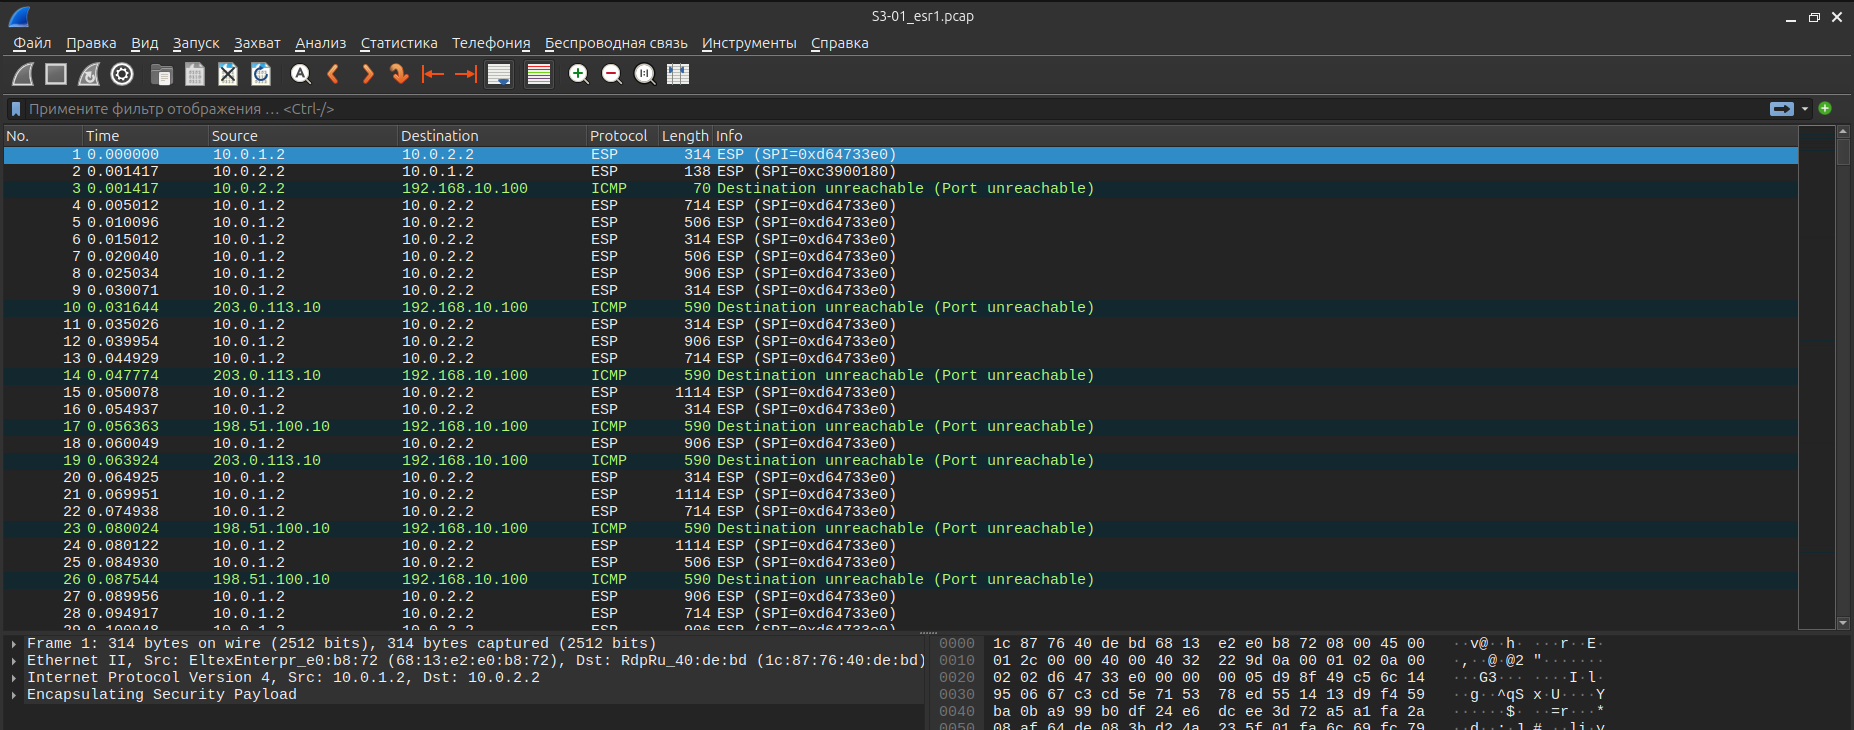 S3-01_esr1.pcap
Файл Правка Вид Запуск Захват Анализ Статистика Телефония Беспроводная связь Инструменты Справка
Примените фильтр отображения … <Ctrl-/>
No. Time Source Destination Protocol Length Info
1 0.000000 10.0.1.2 10.0.2.2 ESP 314 ESP (SPI=0xd64733e0)
2 0.001417 10.0.2.2 10.0.1.2 ESP 138 ESP (SPI=0xc3900180)
3 0.001417 10.0.2.2 192.168.10.100 ICMP 70 Destination unreachable (Port unreachable)
4 0.005012 10.0.1.2 10.0.2.2 ESP 714 ESP (SPI=0xd64733e0)
5 0.010096 10.0.1.2 10.0.2.2 ESP 506 ESP (SPI=0xd64733e0)
6 0.015012 10.0.1.2 10.0.2.2 ESP 314 ESP (SPI=0xd64733e0)
7 0.020040 10.0.1.2 10.0.2.2 ESP 506 ESP (SPI=0xd64733e0)
8 0.025034 10.0.1.2 10.0.2.2 ESP 906 ESP (SPI=0xd64733e0)
9 0.030071 10.0.1.2 10.0.2.2 ESP 314 ESP (SPI=0xd64733e0)
10 0.031644 203.0.113.10 192.168.10.100 ICMP 590 Destination unreachable (Port unreachable)
11 0.035026 10.0.1.2 10.0.2.2 ESP 314 ESP (SPI=0xd64733e0)
12 0.039954 10.0.1.2 10.0.2.2 ESP 906 ESP (SPI=0xd64733e0)
13 0.044929 10.0.1.2 10.0.2.2 ESP 714 ESP (SPI=0xd64733e0)
14 0.047774 203.0.113.10 192.168.10.100 ICMP 590 Destination unreachable (Port unreachable)
15 0.050078 10.0.1.2 10.0.2.2 ESP 1114 ESP (SPI=0xd64733e0)
16 0.054937 10.0.1.2 10.0.2.2 ESP 314 ESP (SPI=0xd64733e0)
17 0.056363 198.51.100.10 192.168.10.100 ICMP 590 Destination unreachable (Port unreachable)
18 0.060049 10.0.1.2 10.0.2.2 ESP 906 ESP (SPI=0xd64733e0)
19 0.063924 203.0.113.10 192.168.10.100 ICMP 590 Destination unreachable (Port unreachable)
20 0.064925 10.0.1.2 10.0.2.2 ESP 314 ESP (SPI=0xd64733e0)
21 0.069951 10.0.1.2 10.0.2.2 ESP 1114 ESP (SPI=0xd64733e0)
22 0.074938 10.0.1.2 10.0.2.2 ESP 714 ESP (SPI=0xd64733e0)
23 0.080024 198.51.100.10 192.168.10.100 ICMP 590 Destination unreachable (Port unreachable)
24 0.080122 10.0.1.2 10.0.2.2 ESP 1114 ESP (SPI=0xd64733e0)
25 0.084930 10.0.1.2 10.0.2.2 ESP 506 ESP (SPI=0xd64733e0)
26 0.087544 198.51.100.10 192.168.10.100 ICMP 590 Destination unreachable (Port unreachable)
27 0.089956 10.0.1.2 10.0.2.2 ESP 906 ESP (SPI=0xd64733e0)
28 0.094917 10.0.1.2 10.0.2.2 ESP 714 ESP (SPI=0xd64733e0)
Frame 1: 314 bytes on wire (2512 bits), 314 bytes captured (2512 bits)
Ethernet II, Src: EltexEnterpr_e0:b8:72 (68:13:e2:e0:b8:72), Dst: RdpRu_40:de:bd (1c:87:76:40:de:bd)
Internet Protocol Version 4, Src: 10.0.1.2, Dst: 10.0.2.2
Encapsulating Security Payload
0000 1c 87 76 40 de bd 68 13 e2 e0 b8 72 08 00 45 00 ··v@··h· ···r··E·
0010 01 2c 00 00 40 00 40 32 22 9d 0a 00 01 02 0a 00 ·,··@·@2 "·······
0020 02 02 d6 47 33 e0 00 00 00 05 d9 8f 49 c5 6c 14 ···G3··· ····I·l·
0030 95 06 67 c3 cd 5e 71 53 78 ed 55 14 13 d9 f4 59 ··g··^qS x·U····Y
0040 ba 0b a9 99 b0 df 24 e6 dc ee 3d 72 a5 a1 fa 2a ······$· ··=r···*